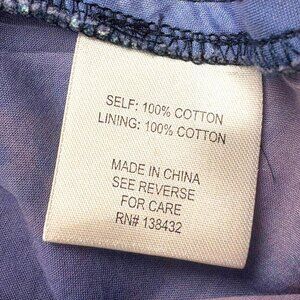 SELF: 100% COTTON
LINING: 100% COTTON
MADE IN CHINA
SEE REVERSE
FOR CARE
RN# 138432